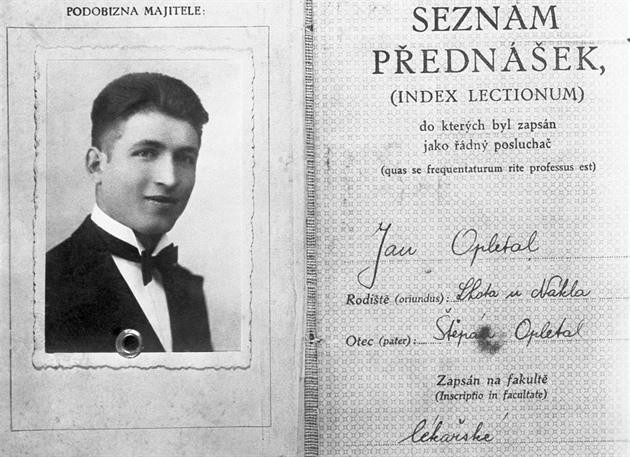 PODOBIZNA MAJITELE:
SEZNAM
PŘEDNÁŠEK,
(INDEX LECTIONUM)
do kterých byl zapsán
jako řádný posluchač
(quas se frequentaturum rite professus est)
Jan Opletal
Rodiště (oriundus): Lhota u Nákla
Otec (pater): Štěpán Opletal
Zapsán na fakultě
(Inscriptio in facultate)
lékařské